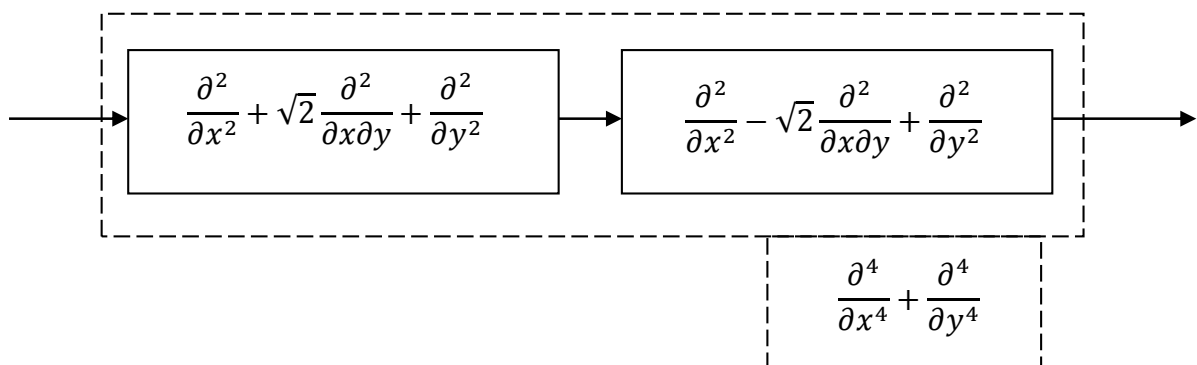 ∂²/∂x² + √2 ∂²/∂x∂y + ∂²/∂y²
∂²/∂x² − √2 ∂²/∂x∂y + ∂²/∂y²
∂⁴/∂x⁴ + ∂⁴/∂y⁴